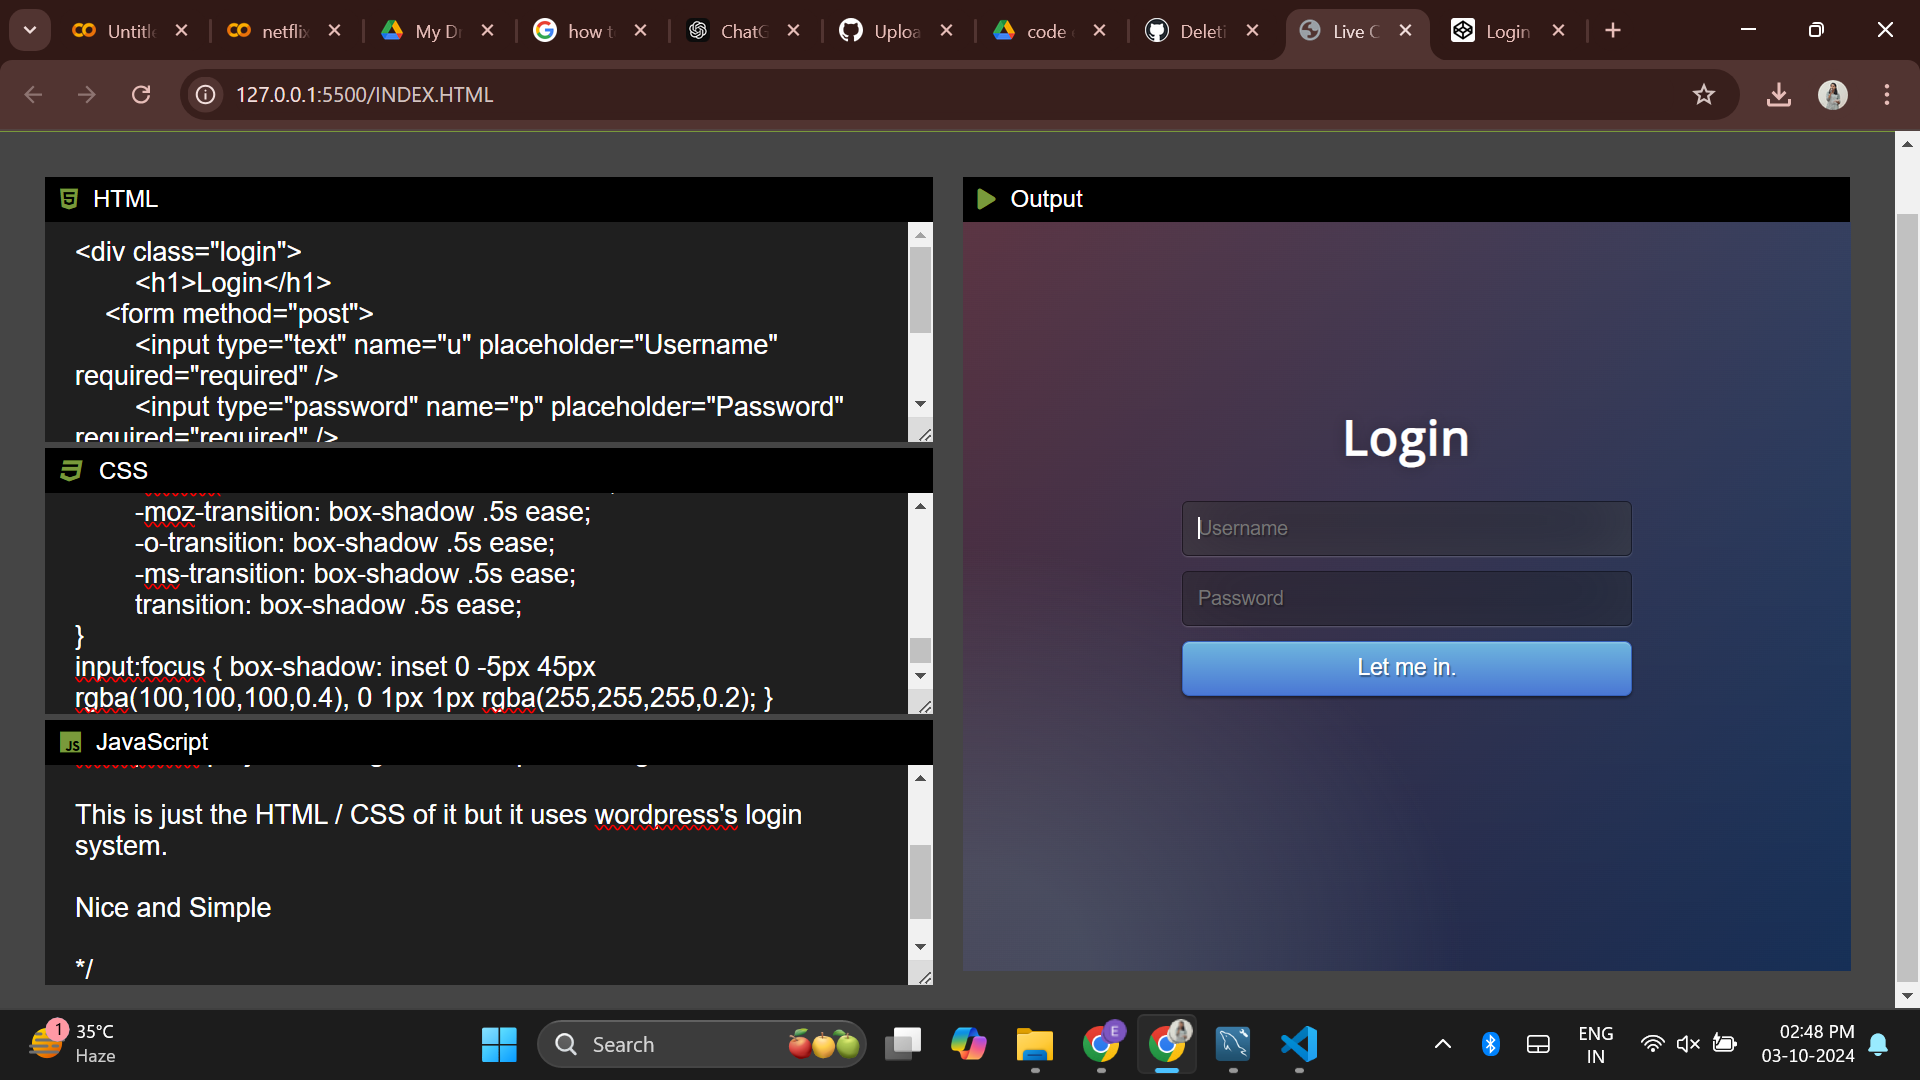 Untitl
netflix
My Dr
how t
ChatG
Uploa
code
Deleti
Live C
Login
127.0.0.1:5500/INDEX.HTML
HTML
<div class="login">
<h1>Login</h1>
<form method="post">
<input type="text" name="u" placeholder="Username"
required="required" />
<input type="password" name="p" placeholder="Password"
required="required" />
CSS
-moz-transition: box-shadow .5s ease;
-o-transition: box-shadow .5s ease;
-ms-transition: box-shadow .5s ease;
transition: box-shadow .5s ease;
}
input:focus { box-shadow: inset 0 -5px 45px
rgba(100,100,100,0.4), 0 1px 1px rgba(255,255,255,0.2); }
JS JavaScript
This is just the HTML / CSS of it but it uses wordpress's login
system.
Nice and Simple
*/
Output
Login
Username
Password
Let me in.
1
35°C
Haze
Search
E
ENG
IN
02:48 PM
03-10-2024